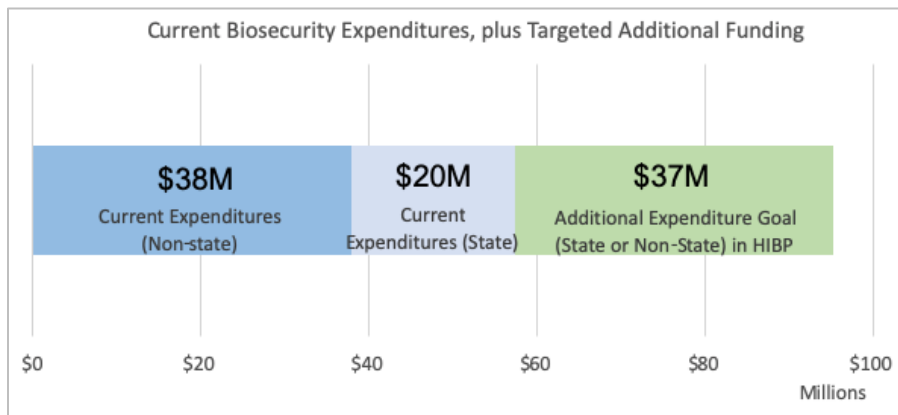 Current Biosecurity Expenditures, plus Targeted Additional Funding
$38M
Current Expenditures
(Non-state)
$20M
Current
Expenditures (State)
$37M
Additional Expenditure Goal
(State or Non-State) in HIBP
$0
$20
$40
$60
$80
$100
Millions